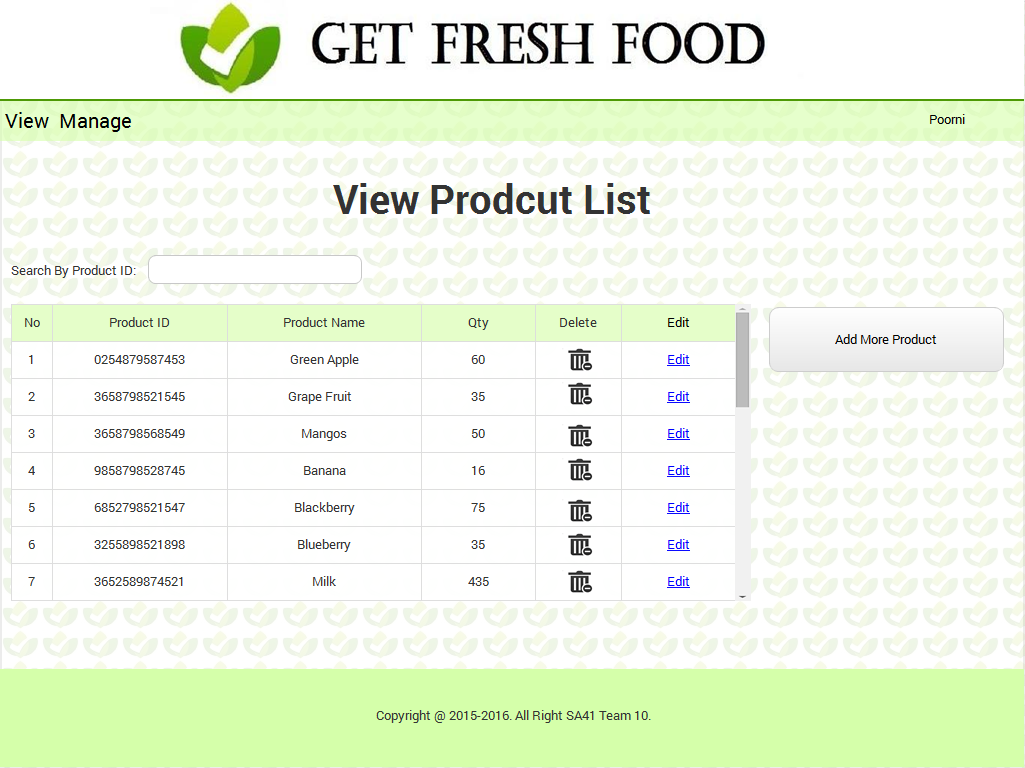 GET FRESH FOOD
View Manage Poorni
View Prodcut List
Search By Product ID:
No Product ID Product Name Qty Delete Edit
1 0254879587453 Green Apple 60 Edit
2 3658798521545 Grape Fruit 35 Edit
3 3658798568549 Mangos 50 Edit
4 9858798528745 Banana 16 Edit
5 6852798521547 Blackberry 75 Edit
6 3255898521898 Blueberry 35 Edit
7 3652589874521 Milk 435 Edit
Add More Product
Copyright @ 2015-2016. All Right SA41 Team 10.